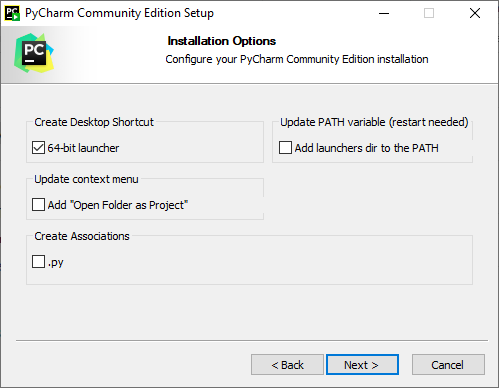 PyCharm Community Edition Setup
PC
Installation Options
Configure your PyCharm Community Edition installation
Create Desktop Shortcut
64-bit launcher
Update PATH variable (restart needed)
Add launchers dir to the PATH
Update context menu
Add "Open Folder as Project"
Create Associations
.py
< Back
Next >
Cancel